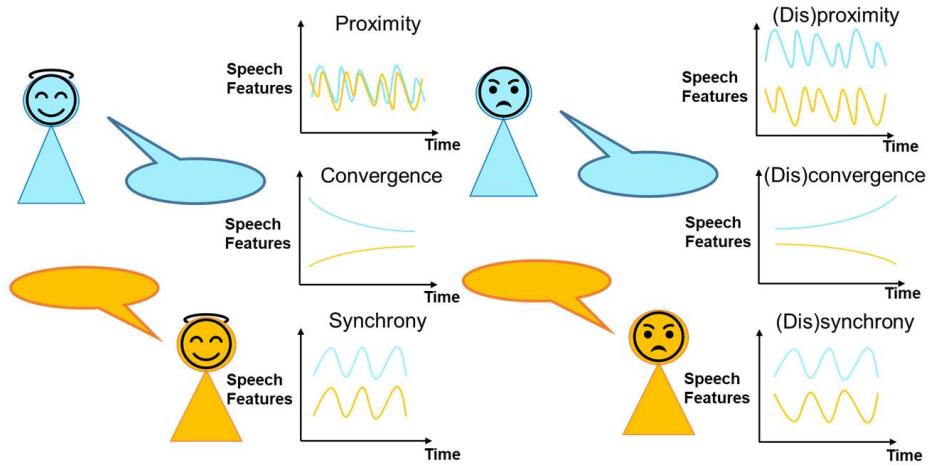 Proximity
Speech
Features
Time
(Dis)proximity
Speech
Features
Time
Convergence
Speech
Features
Time
(Dis)convergence
Speech
Features
Time
Synchrony
Speech
Features
Time
(Dis)synchrony
Speech
Features
Time